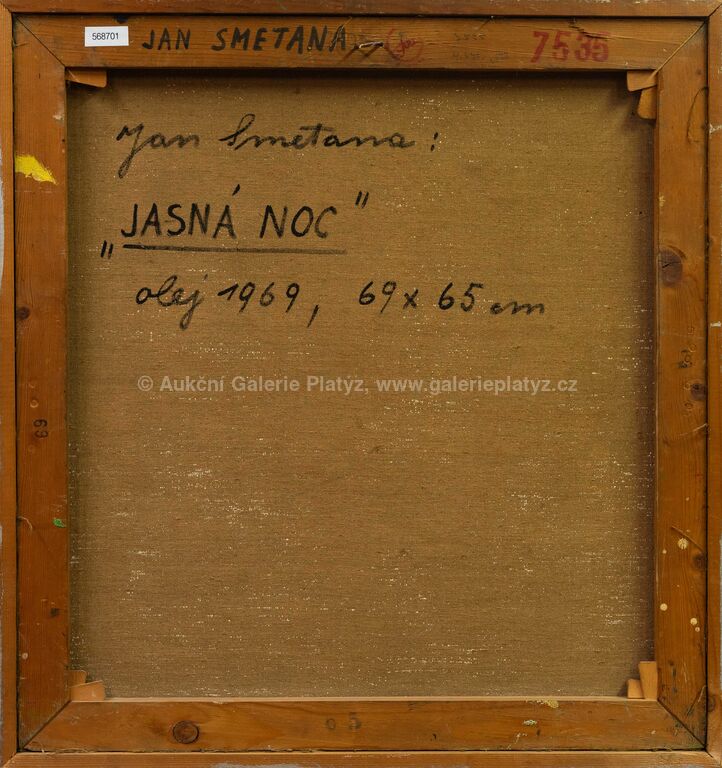 568701
JAN SMETANA
7535
Jan Smetana:
„JASNÁ NOC"
olej 1969, 69x65 cm
© Aukční Galerie Platýz, www.galerieplatyz.cz
69
65